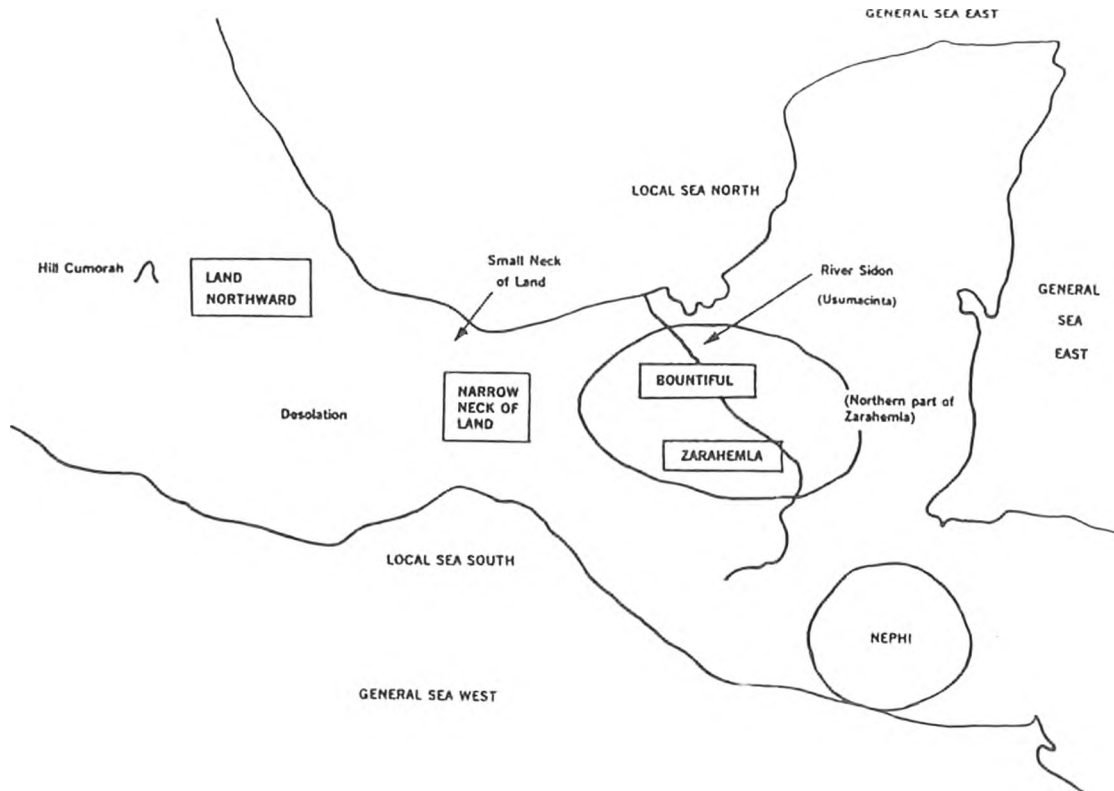 GENERAL SEA EAST
LOCAL SEA NORTH
Hill Cumorah
LAND
NORTHWARD
Small Neck
of Land
River Sidon
(Usumacinta)
GENERAL
SEA
EAST
BOUNTIFUL
NARROW
NECK OF
LAND
Desolation
(Northern part of
Zarahemla)
ZARAHEMLA
LOCAL SEA SOUTH
NEPHI
GENERAL SEA WEST